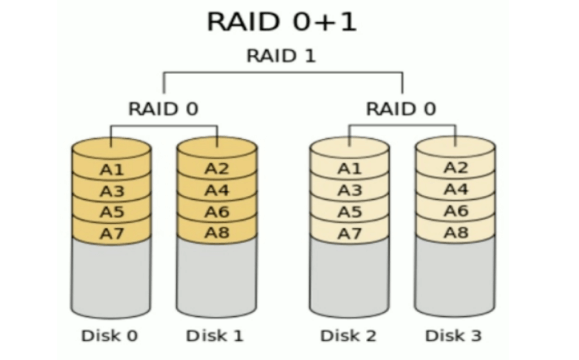 RAID 0+1
RAID 1
RAID 0 RAID 0
A1 A2 A1 A2
A3 A4 A3 A4
A5 A6 A5 A6
A7 A8 A7 A8
Disk 0 Disk 1 Disk 2 Disk 3